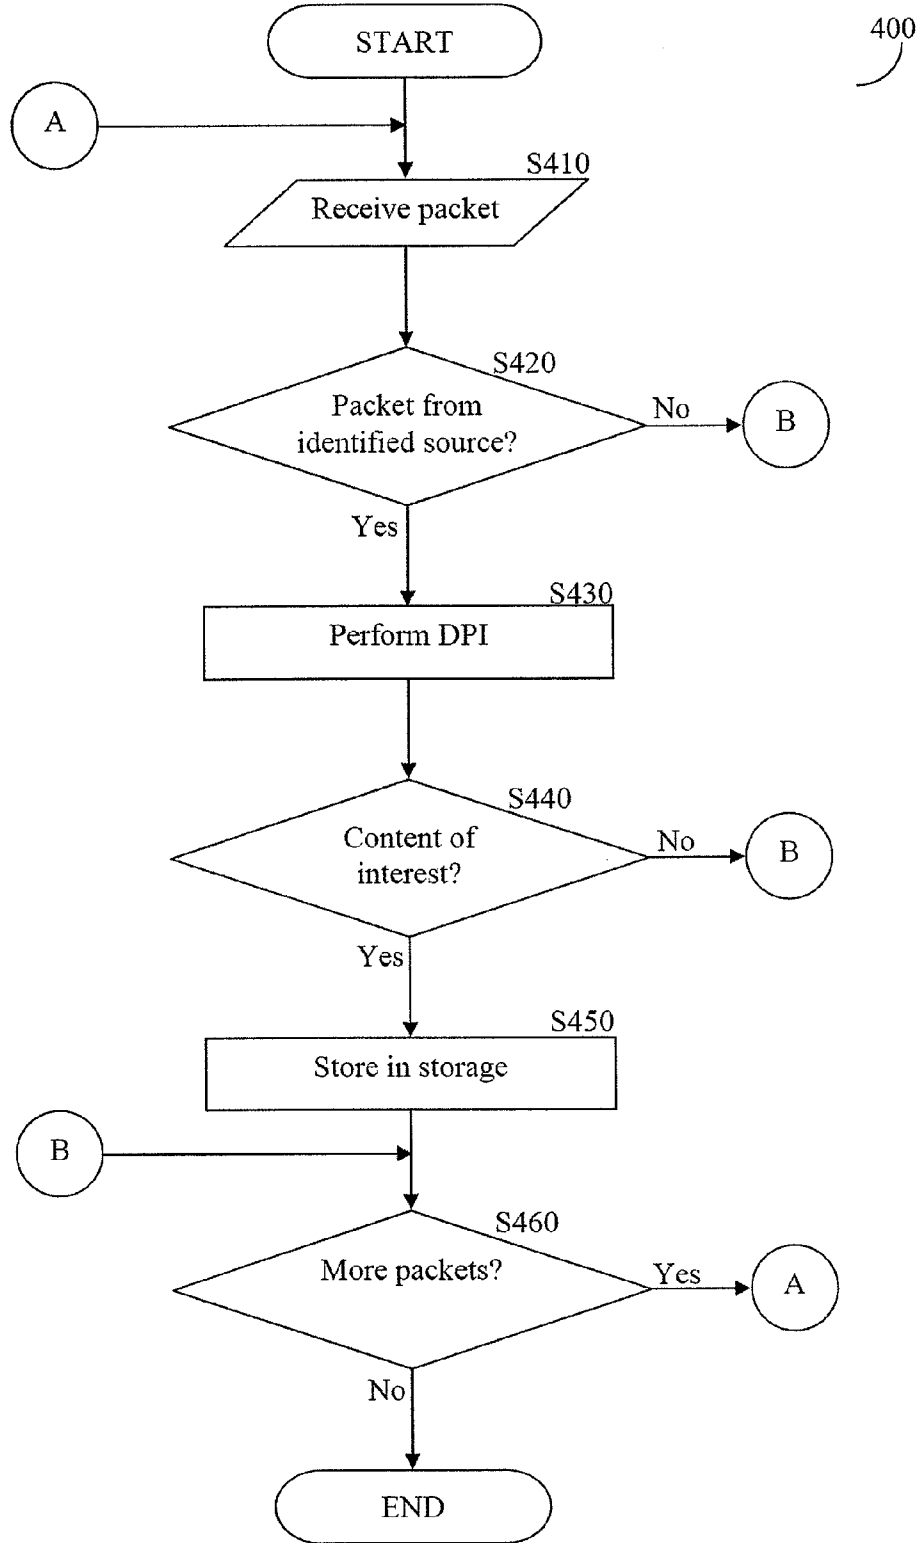 START
400
A
S410
Receive packet
S420
Packet from
identified source?
No
B
Yes
S430
Perform DPI
S440
Content of
interest?
No
B
Yes
S450
Store in storage
B
S460
More packets?
Yes
A
No
END